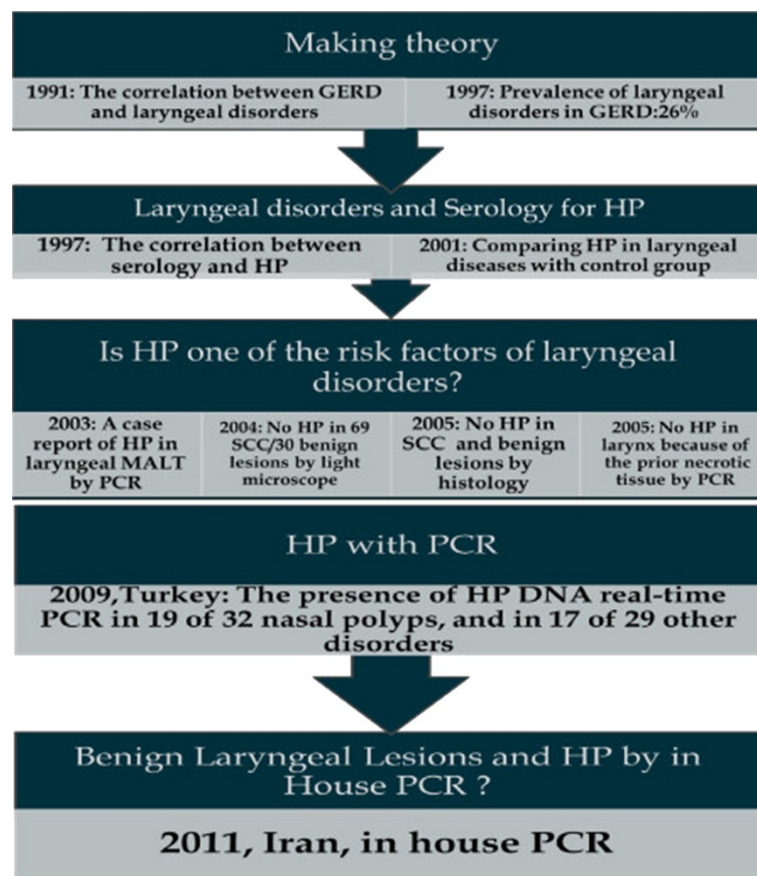 Making theory
1991: The correlation between GERD
and laryngeal disorders
1997: Prevalence of laryngeal
disorders in GERD:26%
Laryngeal disorders and Serology for HP
1997: The correlation between
serology and HP
2001: Comparing HP in laryngeal
diseases with control group
Is HP one of the risk factors of laryngeal
disorders?
2003: A case
report of HP in
laryngeal MALT
by PCR
2004: No HP in 69
SCC/30 benign
lesions by light
microscope
2005: No HP in
SCC and benign
lesions by
histology
2005: No HP in
larynx because of
the prior necrotic
tissue by PCR
HP with PCR
2009,Turkey: The presence of HP DNA real-time
PCR in 19 of 32 nasal polyps, and in 17 of 29 other
disorders
Benign Laryngeal Lesions and HP by in
House PCR ?
2011, Iran, in house PCR